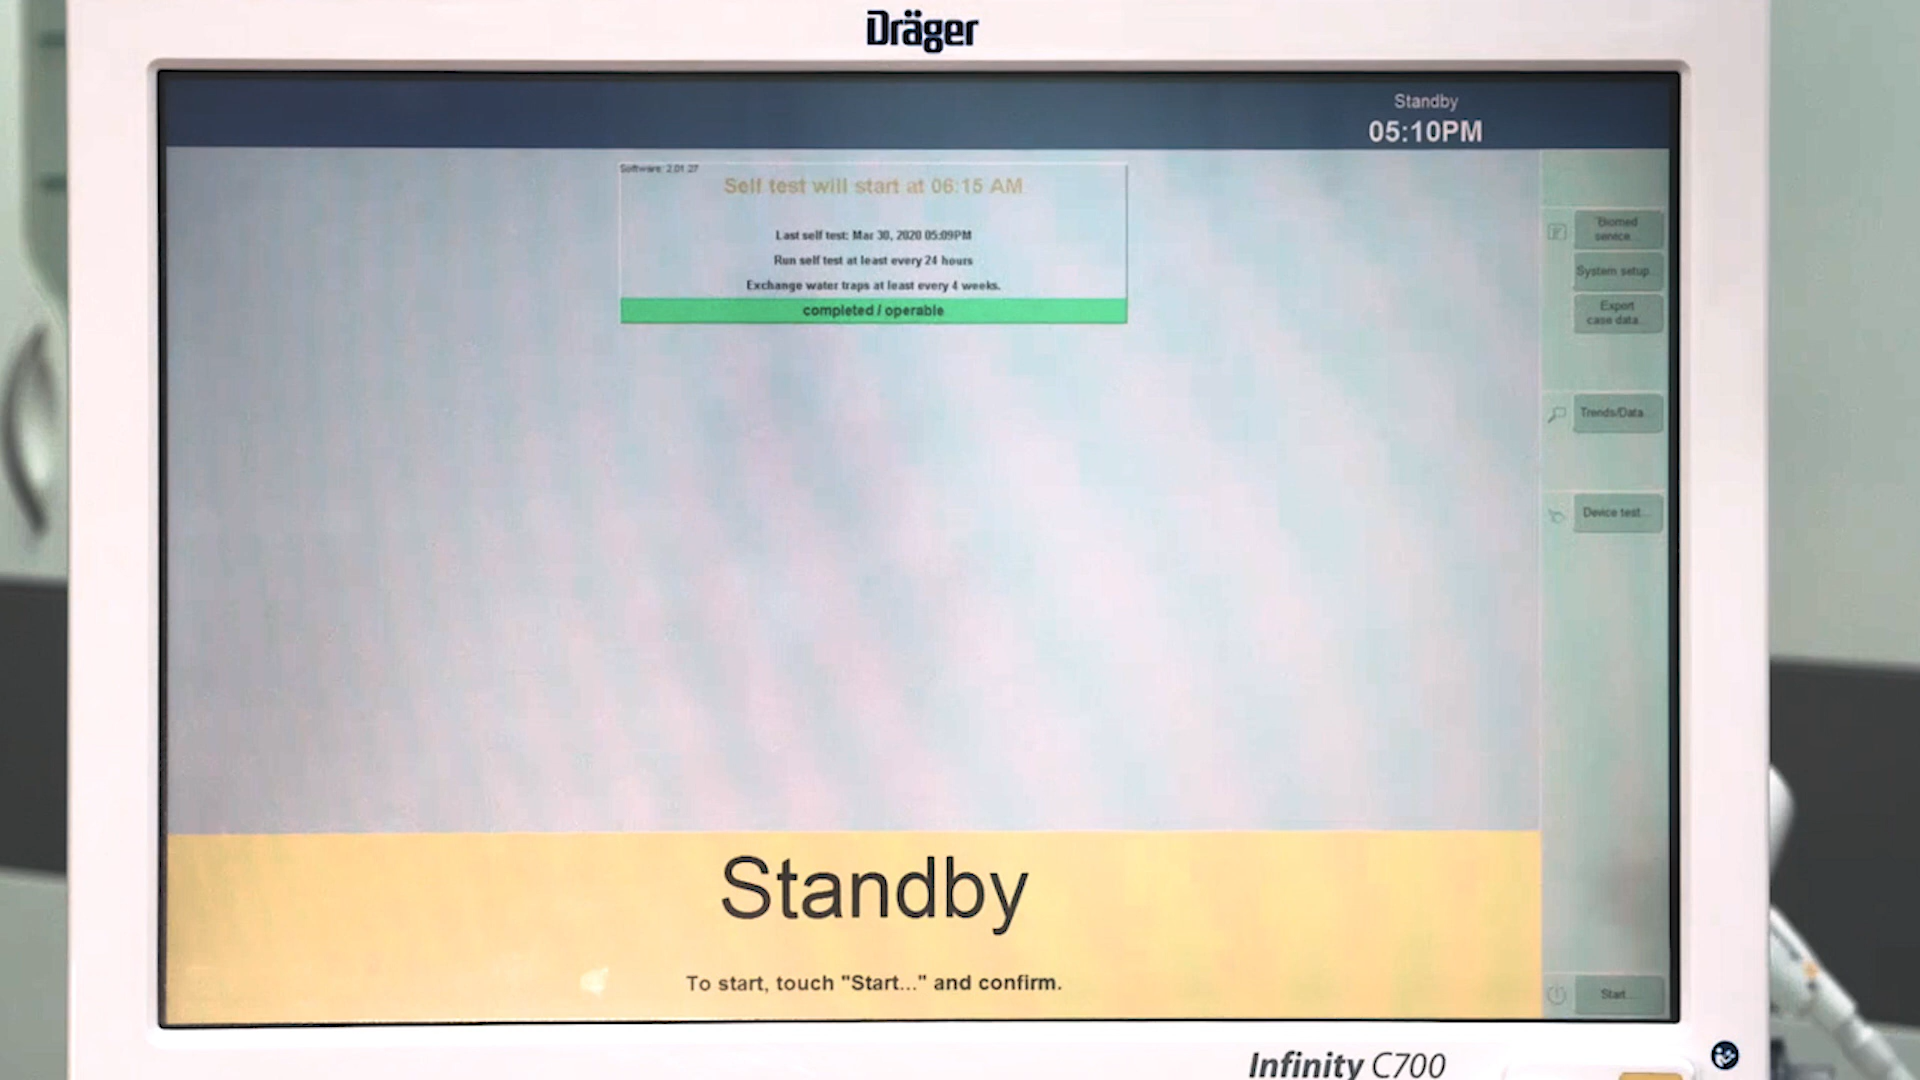 Dräger
Standby
05:10PM
Software: 2.01.27
Self test will start at 06:15 AM
Last self test: Mar 30, 2020 05:09PM
Run self test at least every 24 hours
Exchange water traps at least every 4 weeks.
completed / operable
Biomed
service...
System setup...
Export
case data...
Trends/Data...
Device test...
Standby
To start, touch "Start..." and confirm.
Start...
Infinity C700